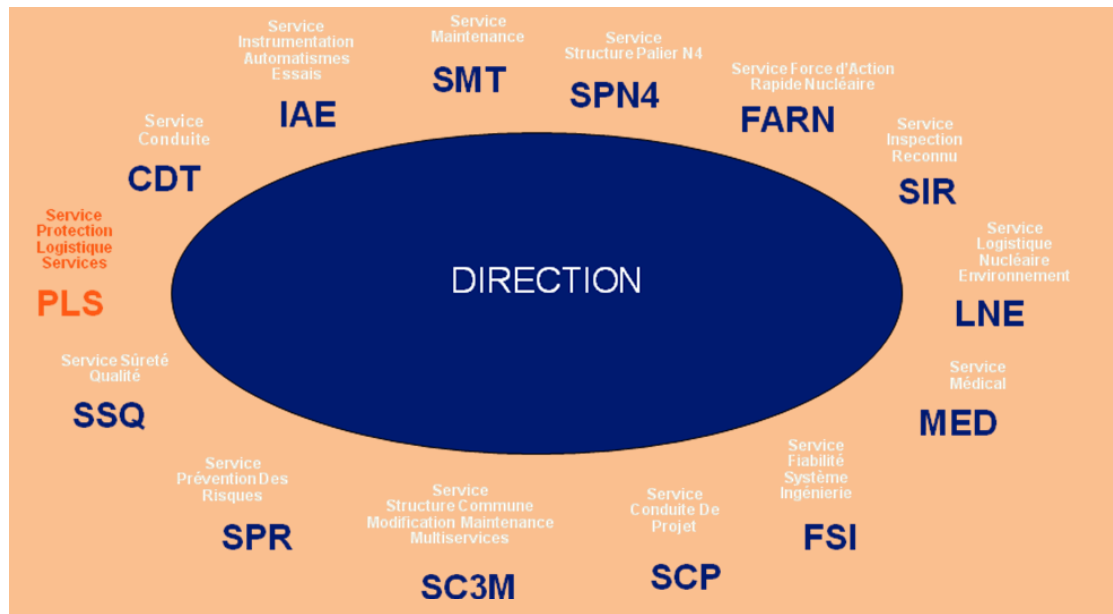 Service
Instrumentation
Automatismes
Essais
IAE
Service
Maintenance
SMT
Service
Structure Palier N4
SPN4
Service Force d'Action
Rapide Nucléaire
FARN
Service
Inspection
Reconnu
SIR
Service
Conduite
CDT
Service
Protection
Logistique
Services
PLS
Service
Logistique
Nucléaire
Environnement
LNE
DIRECTION
Service Sûreté
Qualité
SSQ
Service
Médical
MED
Service
Prévention Des
Risques
SPR
Service
Structure Commune
Modification Maintenance
Multiservices
SC3M
Service
Conduite De
Projet
SCP
Service
Fiabilité
Système
Ingénierie
FSI